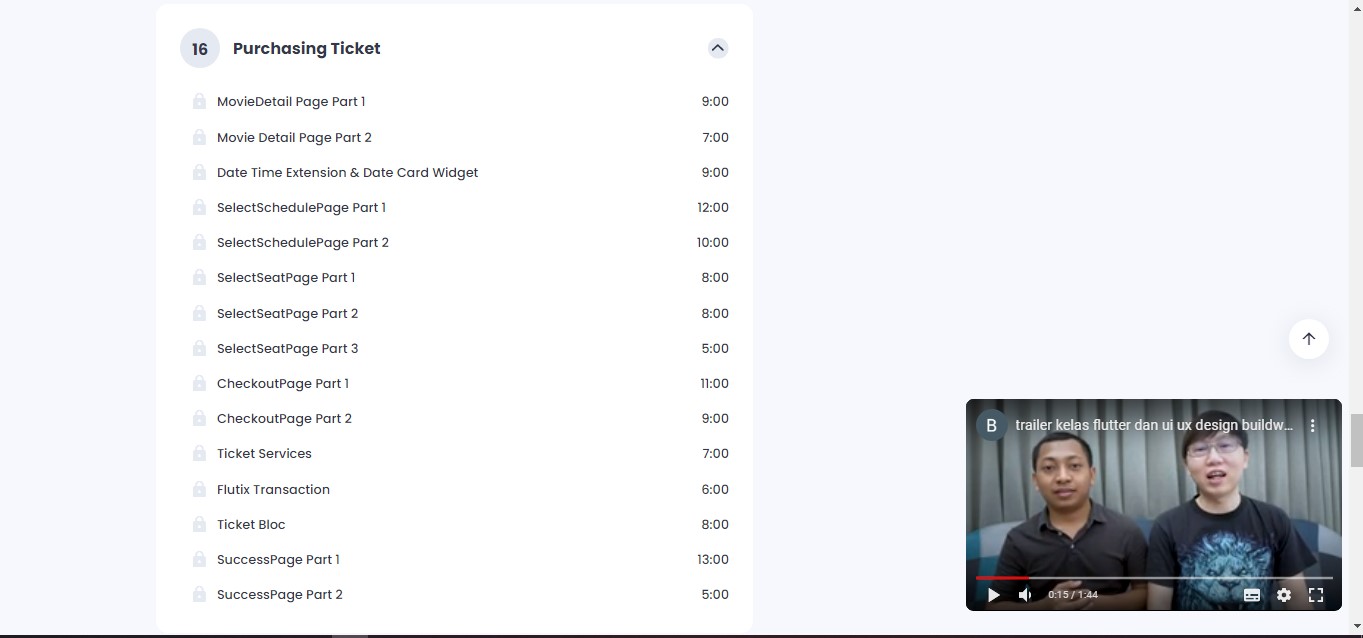 16 Purchasing Ticket
MovieDetail Page Part 1 9:00
Movie Detail Page Part 2 7:00
Date Time Extension & Date Card Widget 9:00
SelectSchedulePage Part 1 12:00
SelectSchedulePage Part 2 10:00
SelectSeatPage Part 1 8:00
SelectSeatPage Part 2 8:00
SelectSeatPage Part 3 5:00
CheckoutPage Part 1 11:00
CheckoutPage Part 2 9:00
Ticket Services 7:00
Flutix Transaction 6:00
Ticket Bloc 8:00
SuccessPage Part 1 13:00
SuccessPage Part 2 5:00
B trailer kelas flutter dan ui ux design buildw...
0:15 / 1:44